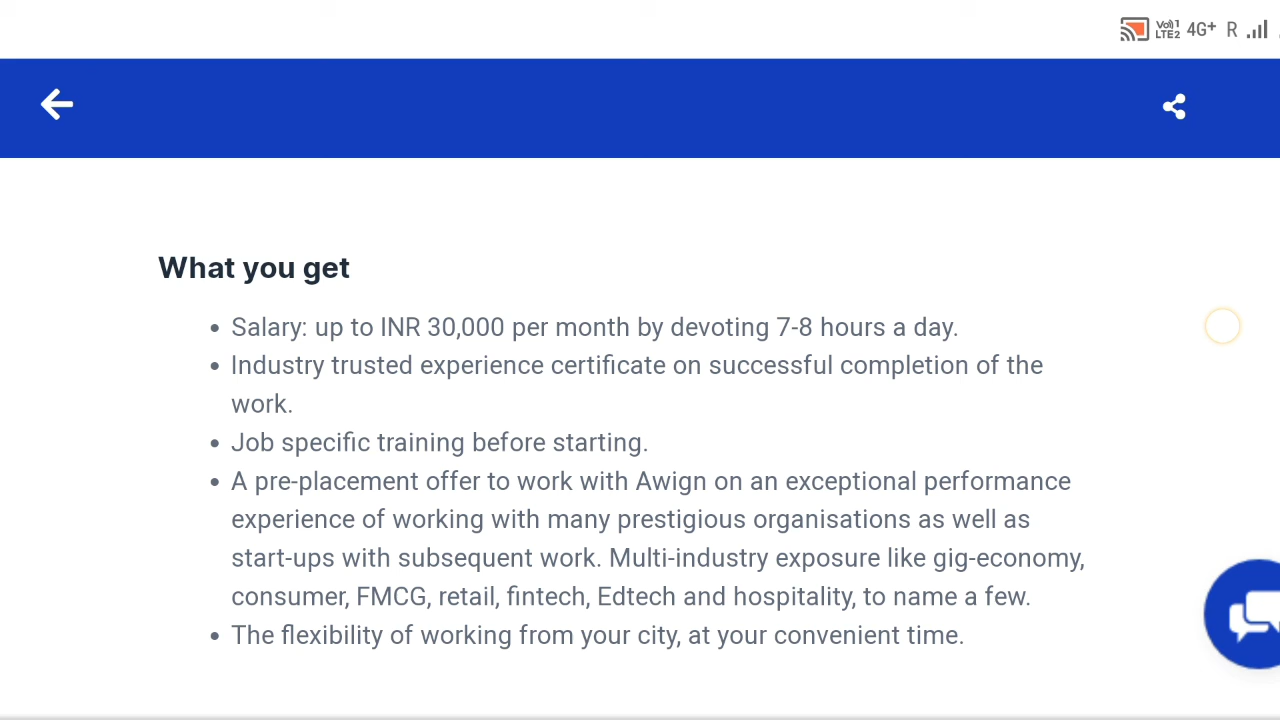 Vo) 1
LTE2 4G+ R
What you get
• Salary: up to INR 30,000 per month by devoting 7-8 hours a day.
• Industry trusted experience certificate on successful completion of the
work.
• Job specific training before starting.
• A pre-placement offer to work with Awign on an exceptional performance
experience of working with many prestigious organisations as well as
start-ups with subsequent work. Multi-industry exposure like gig-economy,
consumer, FMCG, retail, fintech, Edtech and hospitality, to name a few.
• The flexibility of working from your city, at your convenient time.